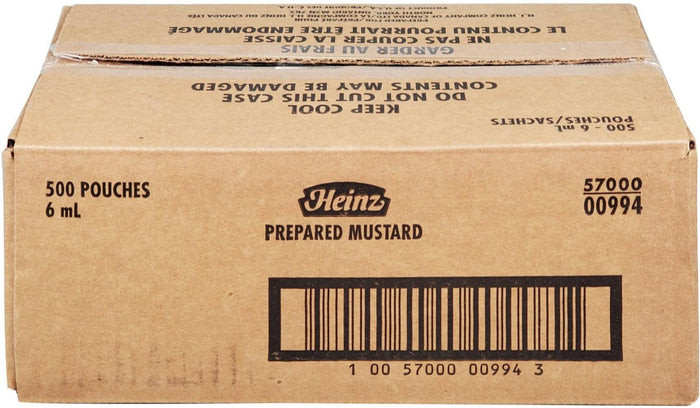 500 - 6 mL
POUCHES/SACHETS
KEEP COOL
DO NOT CUT THIS CASE
CONTENTS MAY BE DAMAGED
GARDER AU FRAIS
NE PAS COUPER LA CAISSE
LE CONTENU POURRAIT ÊTRE ENDOMMAGÉ
500 POUCHES
6 mL
Heinz
PREPARED MUSTARD
57000
00994
1 00 57000 00994 3